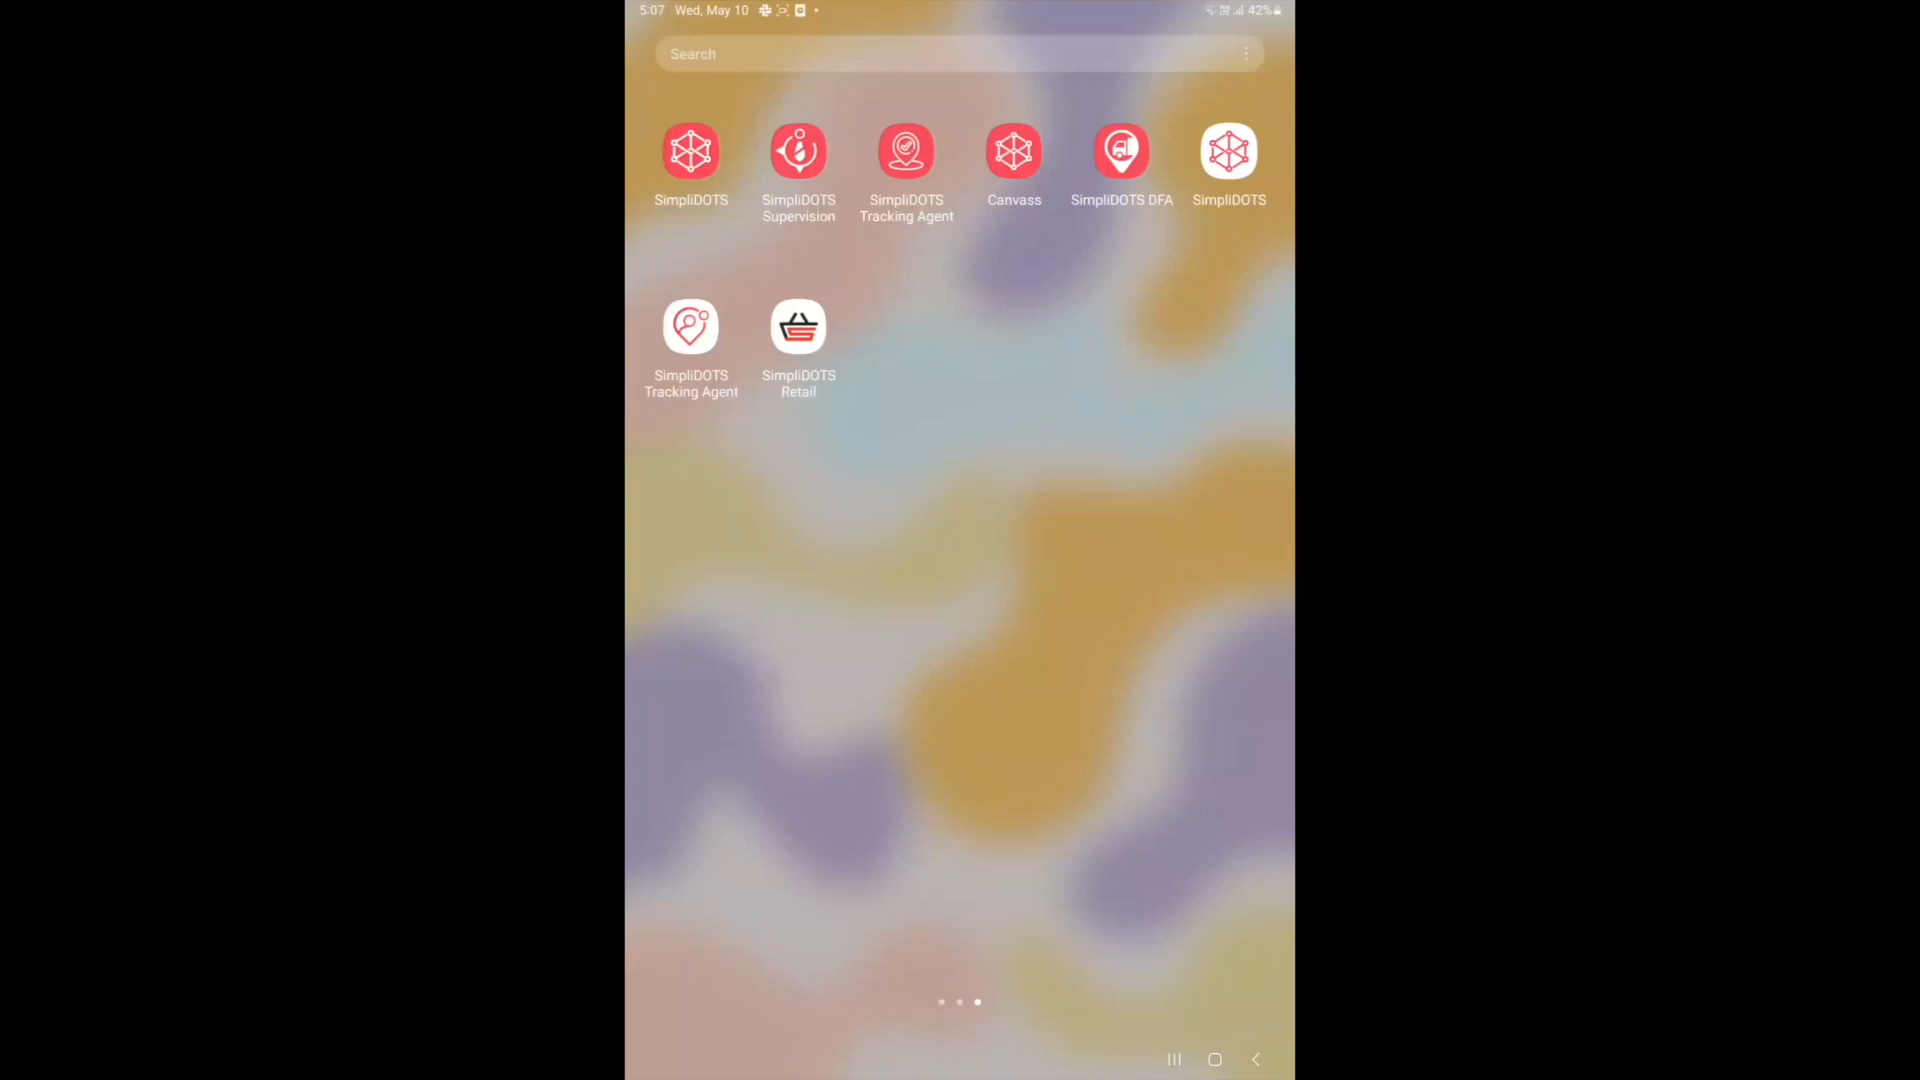 5:07 Wed, May 10
42%
Search
SimpliDOTS
SimpliDOTS
Supervision
SimpliDOTS
Tracking Agent
Canvass
SimpliDOTS DFA
SimpliDOTS
SimpliDOTS
Tracking Agent
SimpliDOTS
Retail